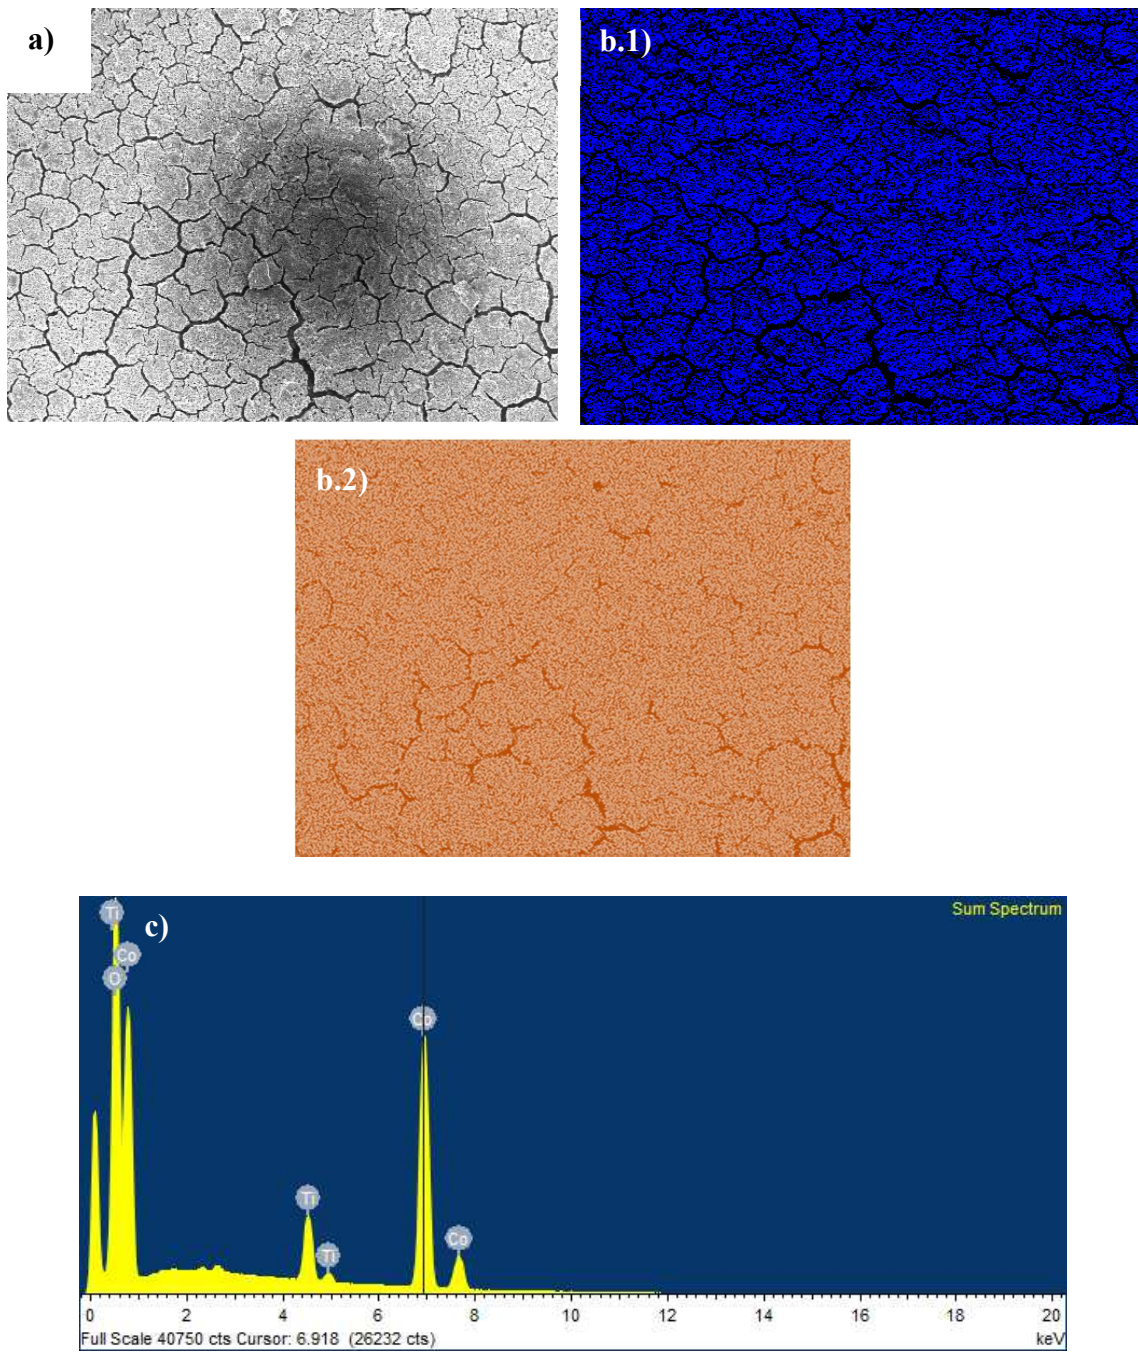 a)
b.1)
b.2)
c)
Sum Spectrum
Ti
Co
O
Co
Ti
Ti
Co
0 2 4 6 8 10 12 14 16 18 20
Full Scale 40750 cts Cursor: 6.918 (26232 cts) keV